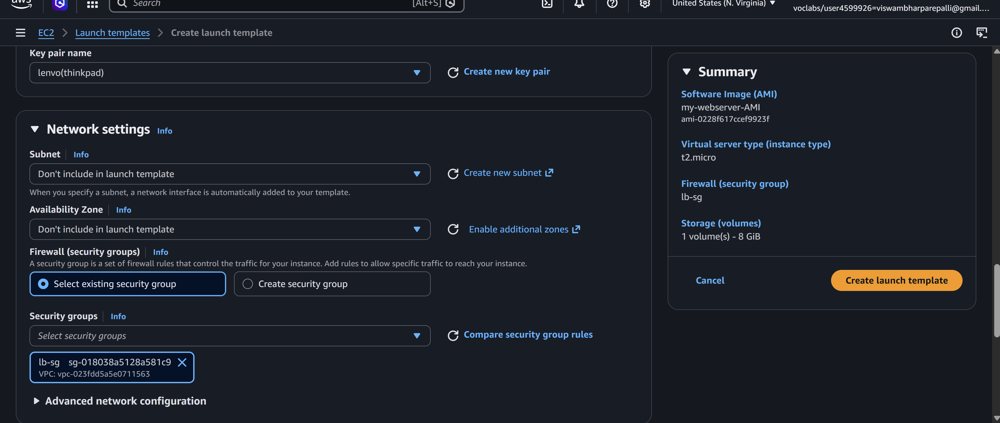 aws
Search
[Alt+S]
United States (N. Virginia)
voclabs/user4599926=viswambharparepalli@gmail....
EC2
Launch templates
Create launch template
Key pair name
lenvo(thinkpad)
Create new key pair
Network settings Info
Subnet Info
Don't include in launch template
Create new subnet
When you specify a subnet, a network interface is automatically added to your template.
Availability Zone Info
Don't include in launch template
Enable additional zones
Firewall (security groups) Info
A security group is a set of firewall rules that control the traffic for your instance. Add rules to allow specific traffic to reach your instance.
Select existing security group
Create security group
Security groups Info
Select security groups
Compare security group rules
lb-sg sg-018038a5128a581c9
VPC: vpc-023fdd5a5e0711563
Advanced network configuration
Summary
Software Image (AMI)
my-webserver-AMI
ami-0228f617ccef9923f
Virtual server type (instance type)
t2.micro
Firewall (security group)
lb-sg
Storage (volumes)
1 volume(s) - 8 GiB
Cancel
Create launch template